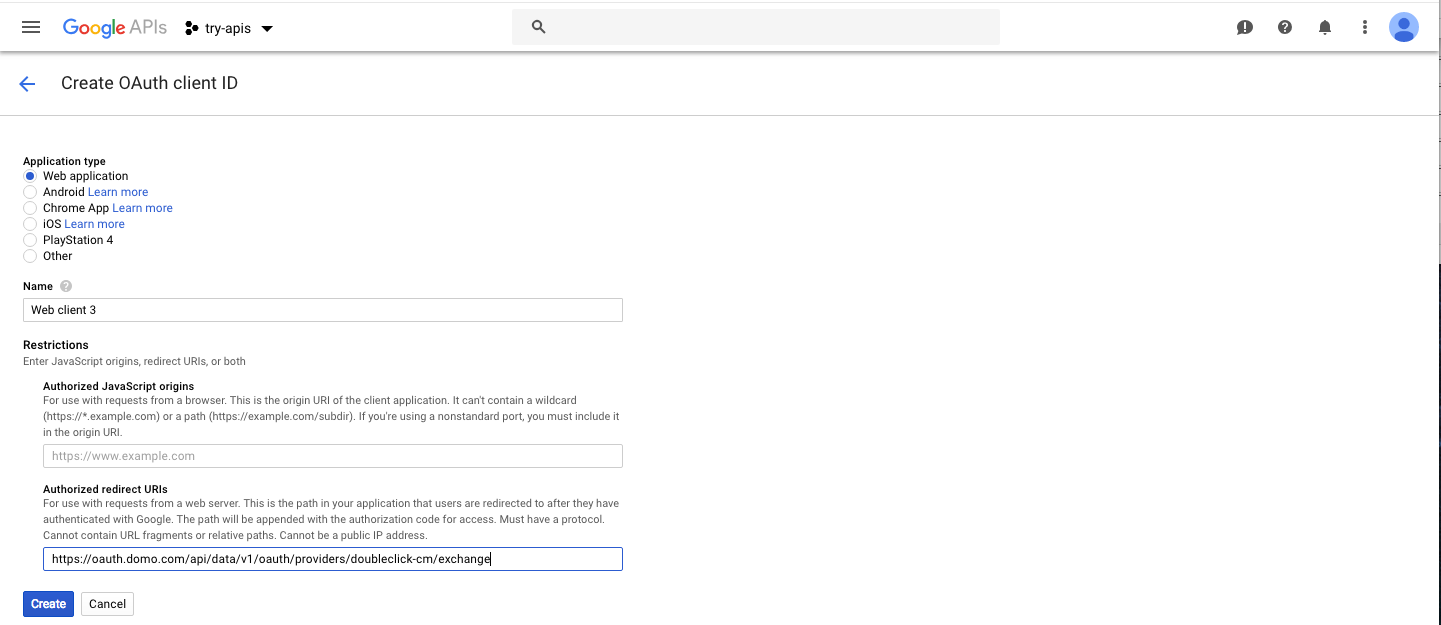 Google APIs try-apis
Create OAuth client ID
Application type
Web application
Android Learn more
Chrome App Learn more
iOS Learn more
PlayStation 4
Other
Name ?
Web client 3
Restrictions
Enter JavaScript origins, redirect URIs, or both
Authorized JavaScript origins
For use with requests from a browser. This is the origin URI of the client application. It can't contain a wildcard
(https://*.example.com) or a path (https://example.com/subdir). If you're using a nonstandard port, you must include it
in the origin URI.
https://www.example.com
Authorized redirect URIs
For use with requests from a web server. This is the path in your application that users are redirected to after they have
authenticated with Google. The path will be appended with the authorization code for access. Must have a protocol.
Cannot contain URL fragments or relative paths. Cannot be a public IP address.
https://oauth.domo.com/api/data/v1/oauth/providers/doubleclick-cm/exchange
Create Cancel